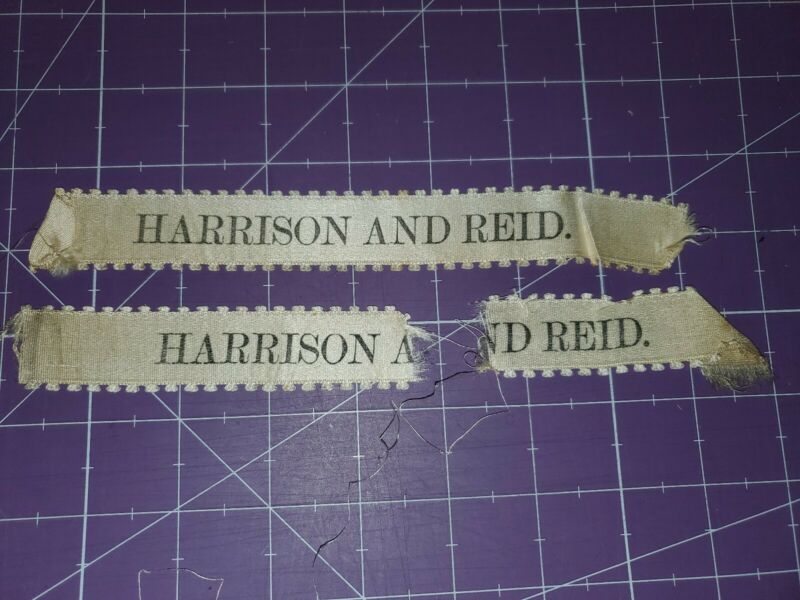 HARRISON AND REID.
HARRISON A ND REID.